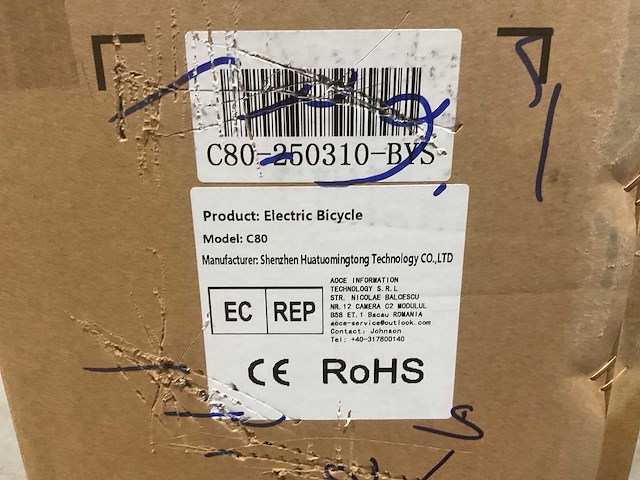 C80-250310-BYS
Product: Electric Bicycle
Model: C80
Manufacturer: Shenzhen Huatuomingtong Technology CO.,LTD
EC REP
AOCE INFORMATION
TECHNOLOGY S.R.L
STR. NICOLAE BALCESCU
NR.12 CAMERA C2 MODULUL
B58 ET.1 Bacau ROMANIA
aoce-service@outlook.com
Contact: Johnson
Tel: +40-317800140
CE RoHS